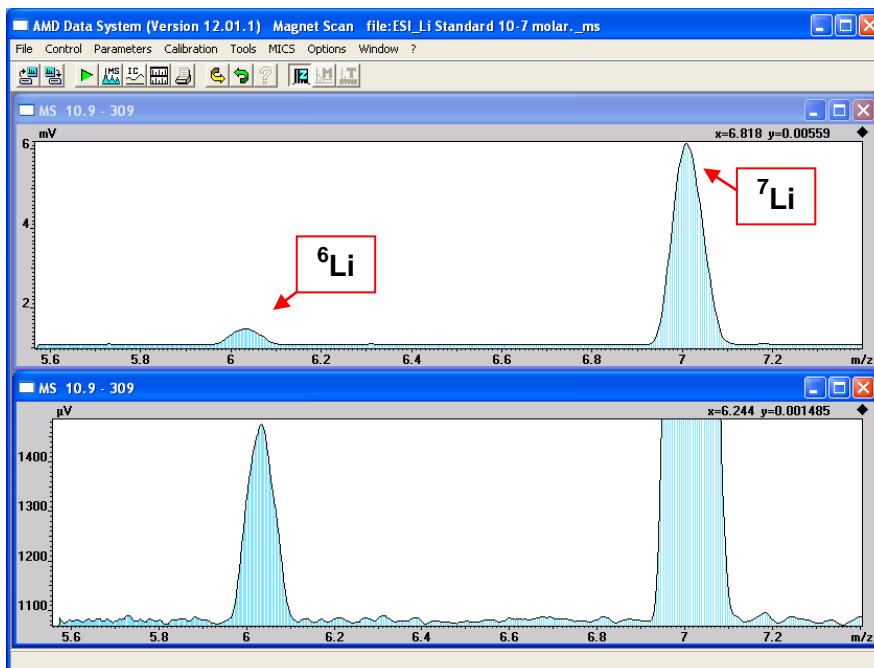 AMD Data System (Version 12.01.1) Magnet Scan file:ESI_Li Standard 10-7 molar._ms
File Control Parameters Calibration Tools MICS Options Window ?
MS IC
MS 10.9 - 309
mV x=6.818 y=0.00559
6
4
2
⁷Li
⁶Li
5.6 5.8 6 6.2 6.4 6.6 6.8 7 7.2 m/z
MS 10.9 - 309
µV x=6.244 y=0.001485
1400
1300
1200
1100
5.6 5.8 6 6.2 6.4 6.6 6.8 7 7.2 m/z